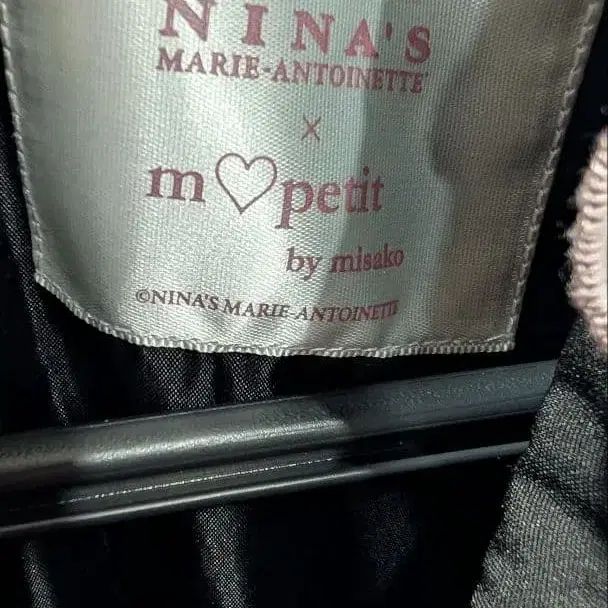 NINA'S
MARIE-ANTOINETTE
×
m♡petit
by misako
©NINA'S MARIE-ANTOINETTE